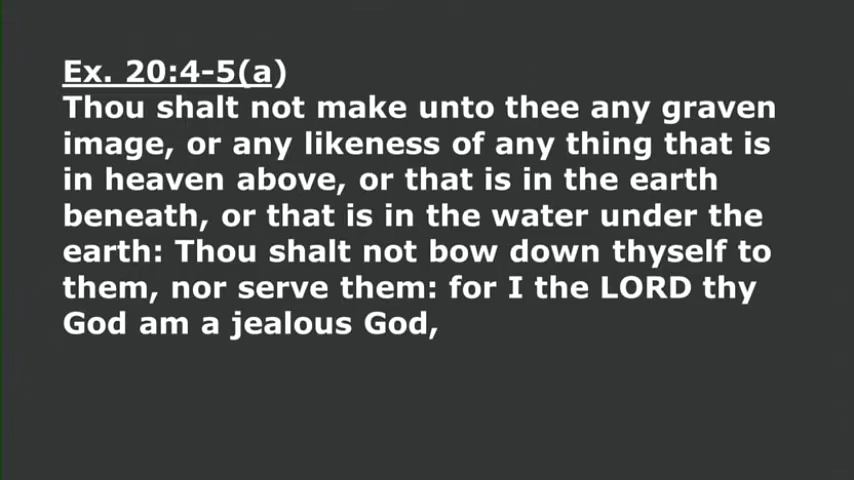 Ex. 20:4-5(a)
Thou shalt not make unto thee any graven
image, or any likeness of any thing that is
in heaven above, or that is in the earth
beneath, or that is in the water under the
earth: Thou shalt not bow down thyself to
them, nor serve them: for I the LORD thy
God am a jealous God,